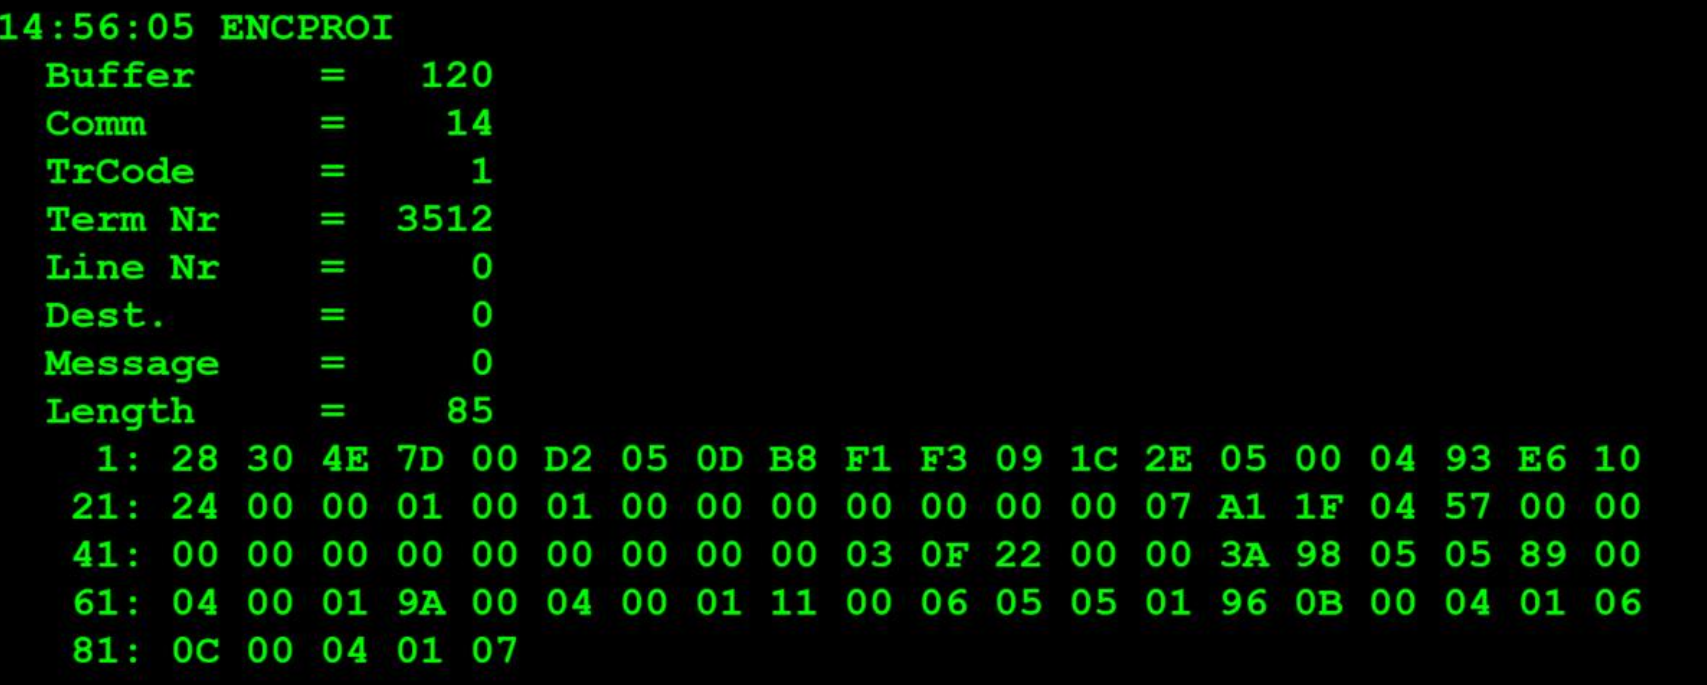 14:56:05 ENCPROI
Buffer = 120
Comm = 14
TrCode = 1
Term Nr = 3512
Line Nr = 0
Dest. = 0
Message = 0
Length = 85
1: 28 30 4E 7D 00 D2 05 0D B8 F1 F3 09 1C 2E 05 00 04 93 E6 10
21: 24 00 00 01 00 01 00 00 00 00 00 00 00 07 A1 1F 04 57 00 00
41: 00 00 00 00 00 00 00 00 00 03 0F 22 00 00 3A 98 05 05 89 00
61: 04 00 01 9A 00 04 00 01 11 00 06 05 05 01 96 0B 00 04 01 06
81: 0C 00 04 01 07